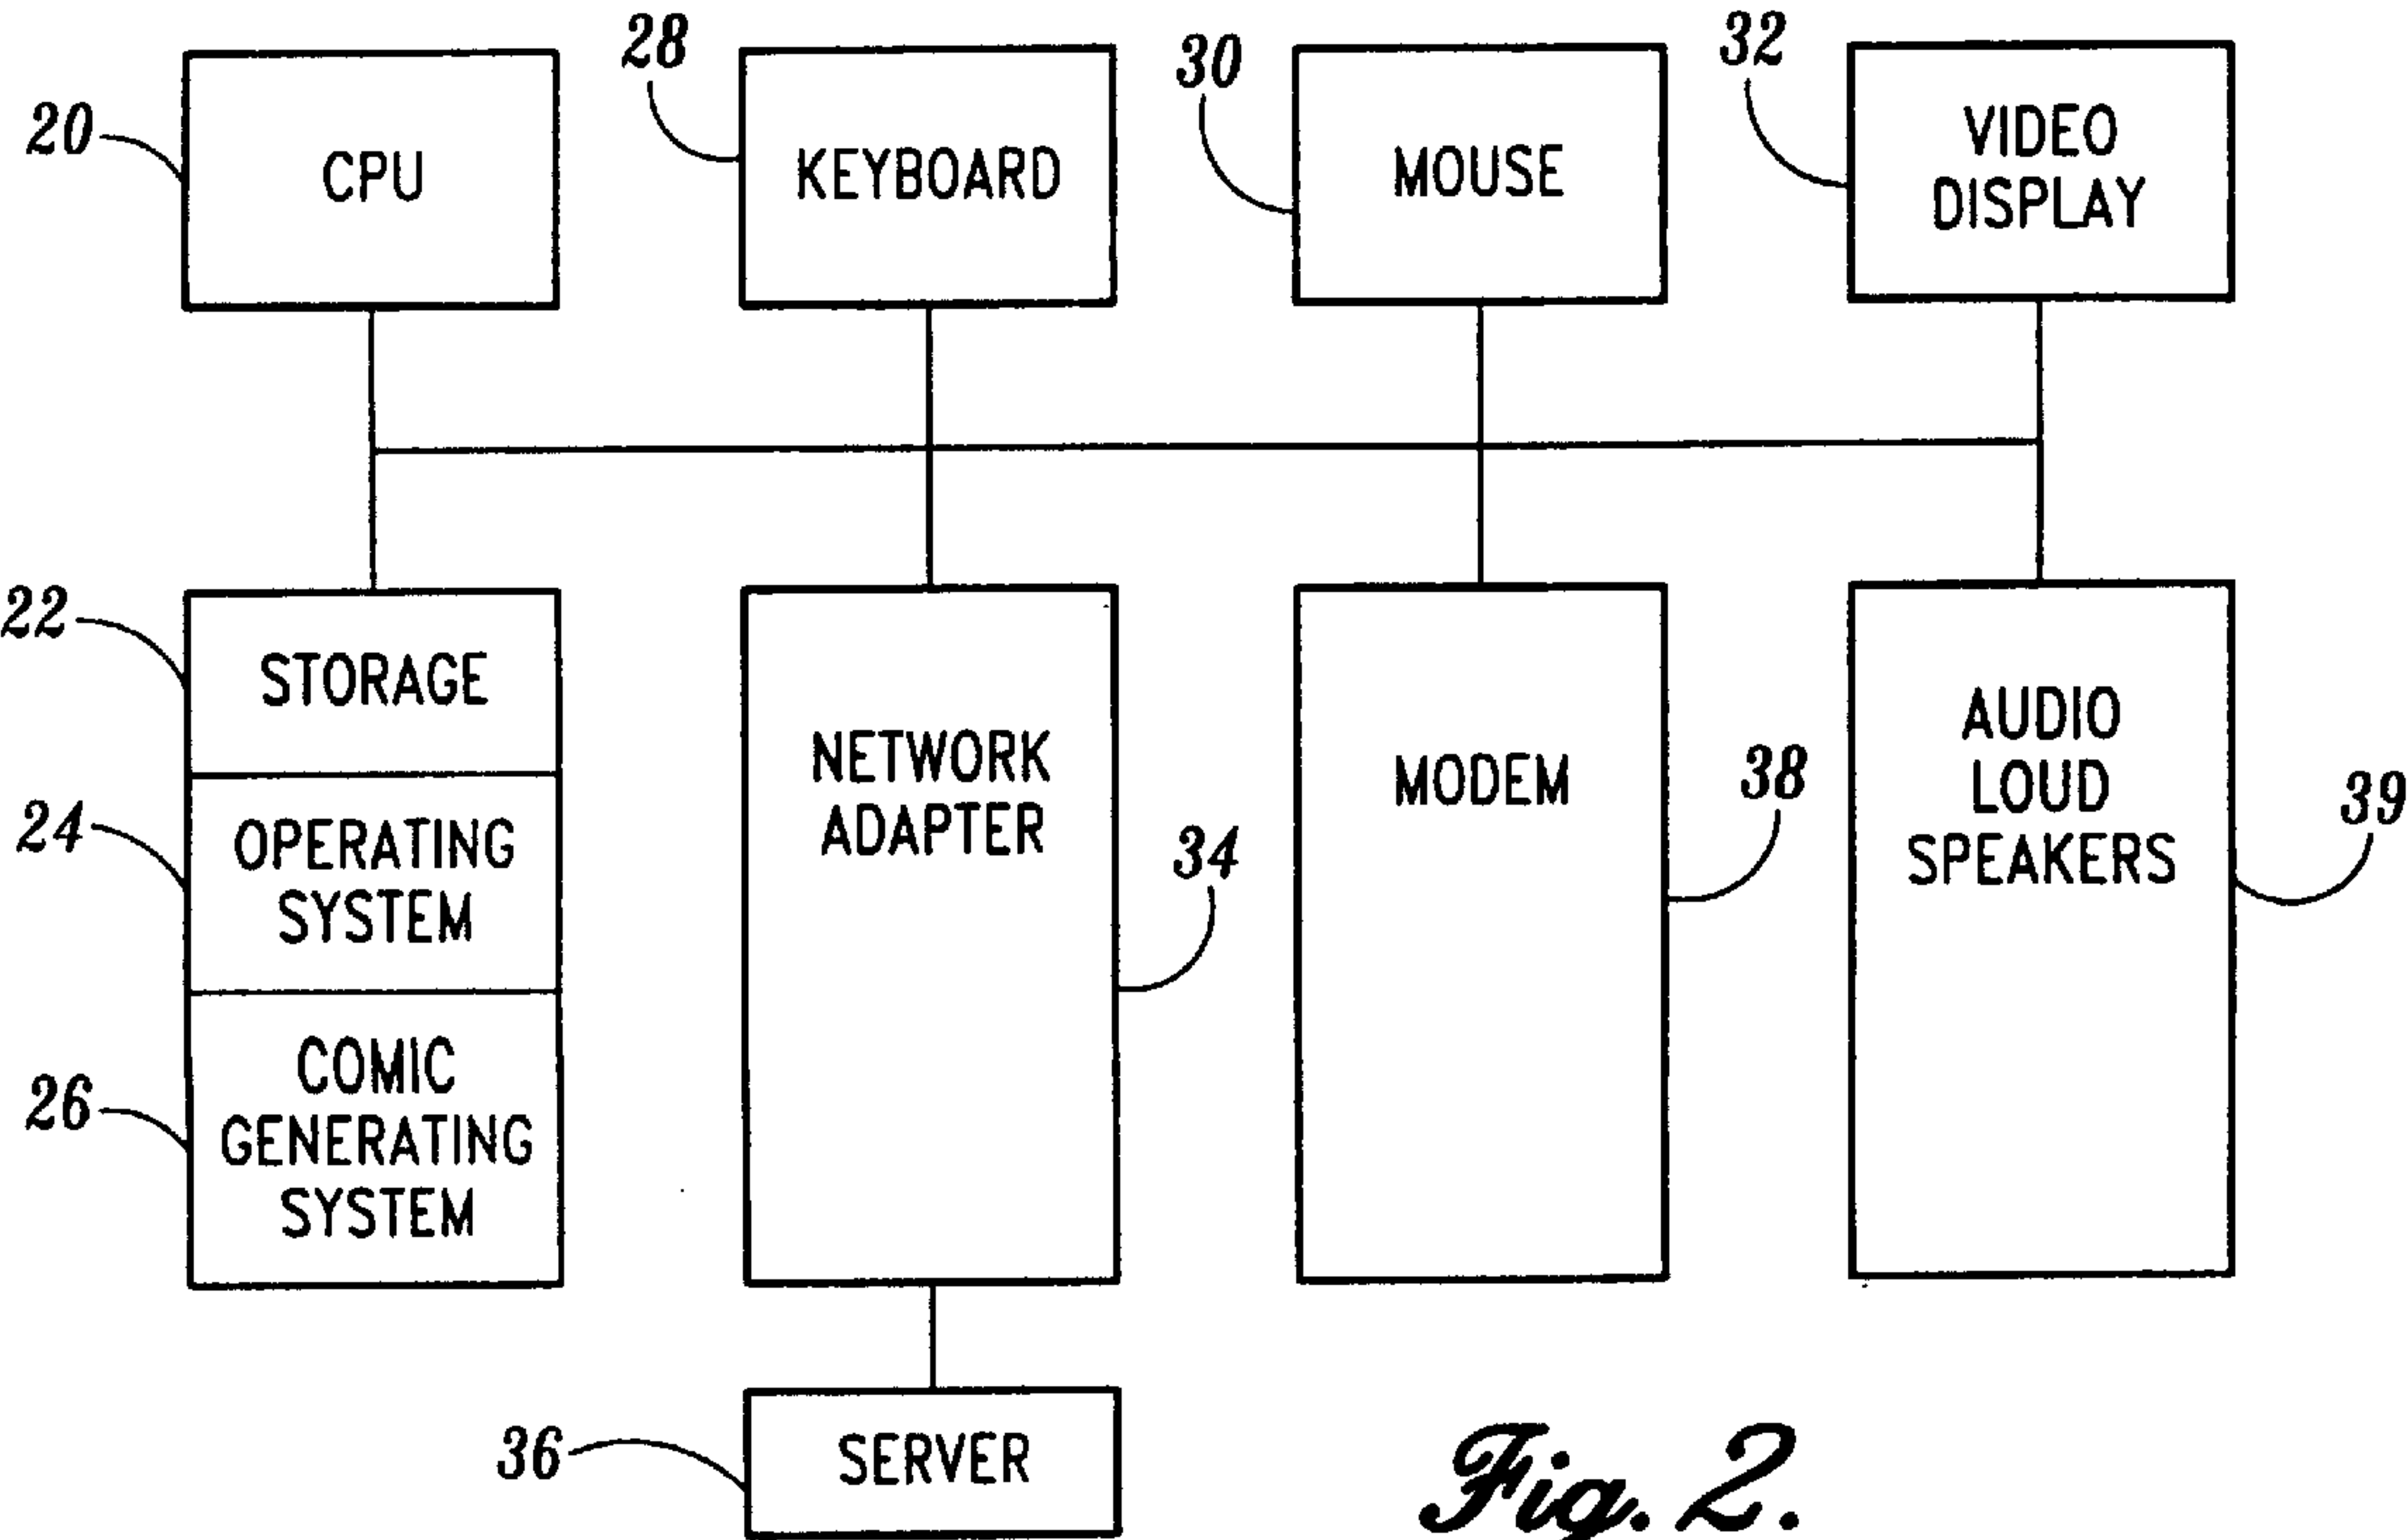 28
30
32
20
CPU
KEYBOARD
MOUSE
VIDEO
DISPLAY
22
STORAGE
24
OPERATING
SYSTEM
26
COMIC
GENERATING
SYSTEM
NETWORK
ADAPTER
34
MODEM
38
AUDIO
LOUD
SPEAKERS
39
36
SERVER
Fig. 2.